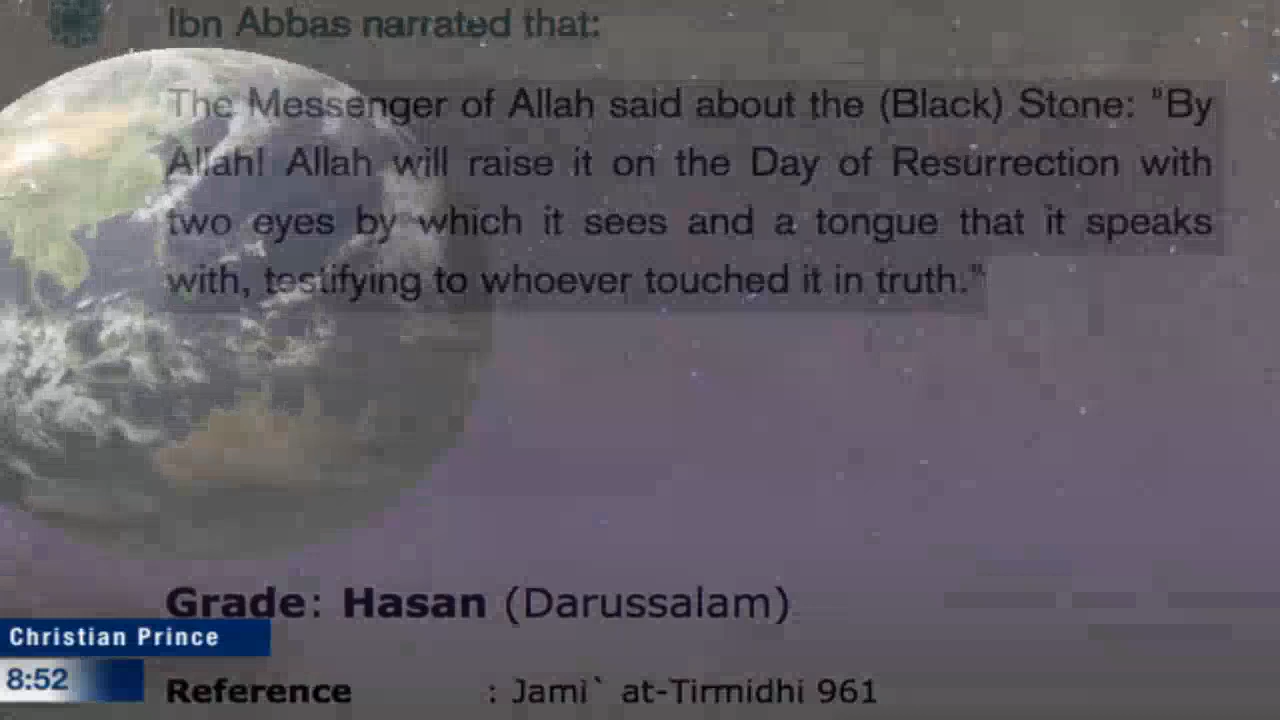 Ibn Abbas narrated that:
The Messenger of Allah said about the (Black) Stone: "By
Allah! Allah will raise it on the Day of Resurrection with
two eyes by which it sees and a tongue that it speaks
with, testifying to whoever touched it in truth."
Grade: Hasan (Darussalam)
Christian Prince
8:52
Reference : Jami` at-Tirmidhi 961